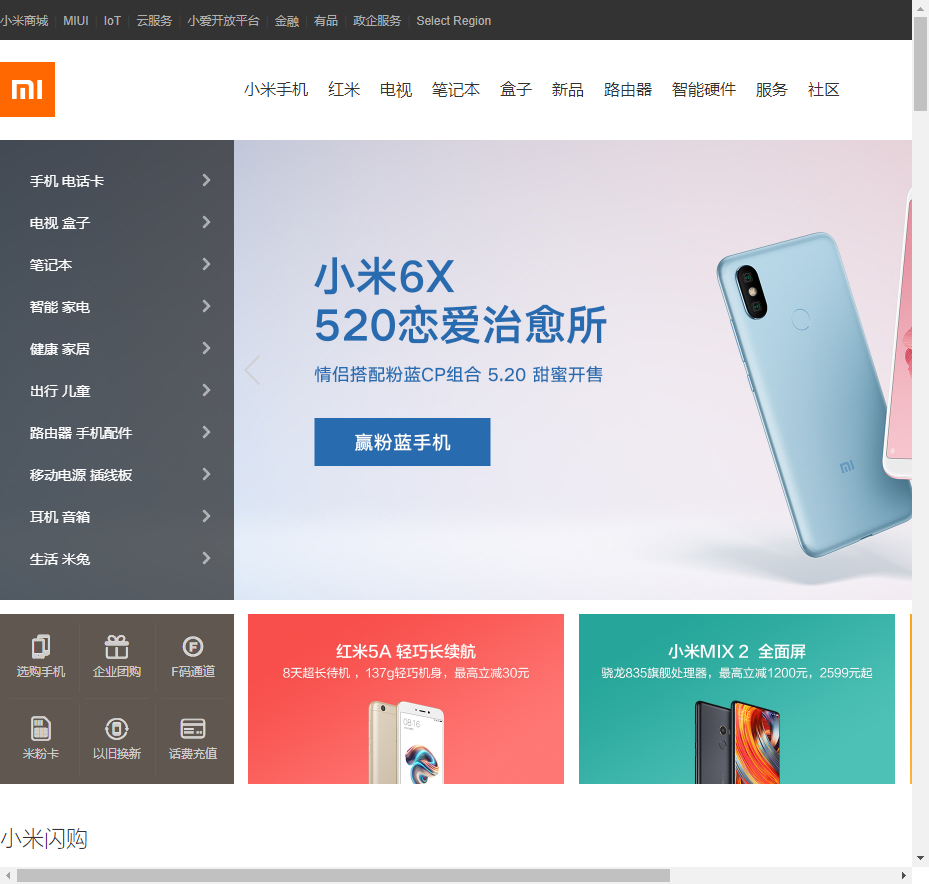 小米商城 MIUI IoT 云服务 小爱开放平台 金融 有品 政企服务 Select Region
小米手机 红米 电视 笔记本 盒子 新品 路由器 智能硬件 服务 社区
手机 电话卡
电视 盒子
笔记本
智能 家电
健康 家居
出行 儿童
路由器 手机配件
移动电源 插线板
耳机 音箱
生活 米兔
小米6X
520恋爱治愈所
情侣搭配粉蓝CP组合 5.20 甜蜜开售
赢粉蓝手机
选购手机 企业团购 F码通道
米粉卡 以旧换新 话费充值
红米5A 轻巧长续航
8天超长待机 ，137g轻巧机身，最高立减30元
08:16
小米MIX 2 全面屏
骁龙835旗舰处理器，最高立减1200元，2599元起
小米闪购